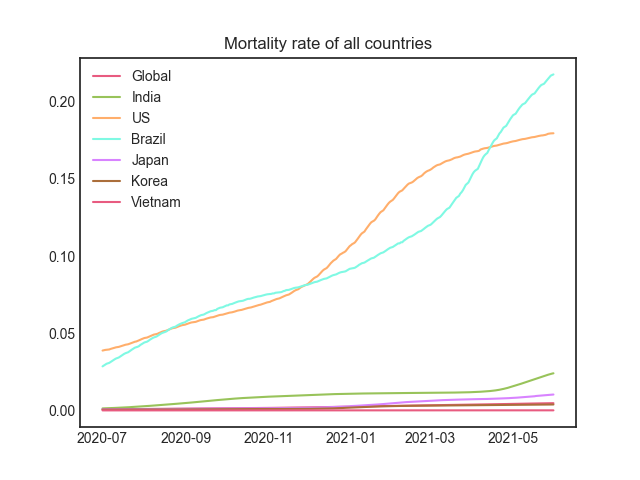 Mortality rate of all countries
Global
India
US
Brazil
Japan
Korea
Vietnam
0.20
0.15
0.10
0.05
0.00
2020-07 2020-09 2020-11 2021-01 2021-03 2021-05